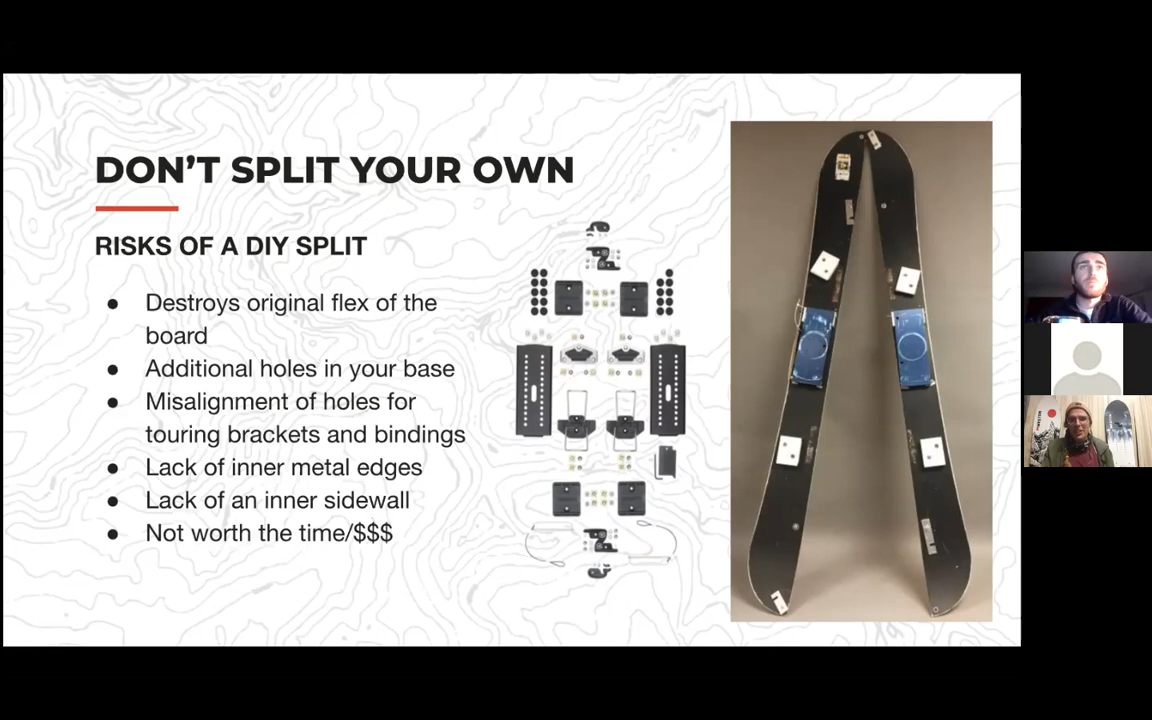 DON'T SPLIT YOUR OWN
RISKS OF A DIY SPLIT
● Destroys original flex of the
board
● Additional holes in your base
● Misalignment of holes for
touring brackets and bindings
● Lack of inner metal edges
● Lack of an inner sidewall
● Not worth the time/$$$